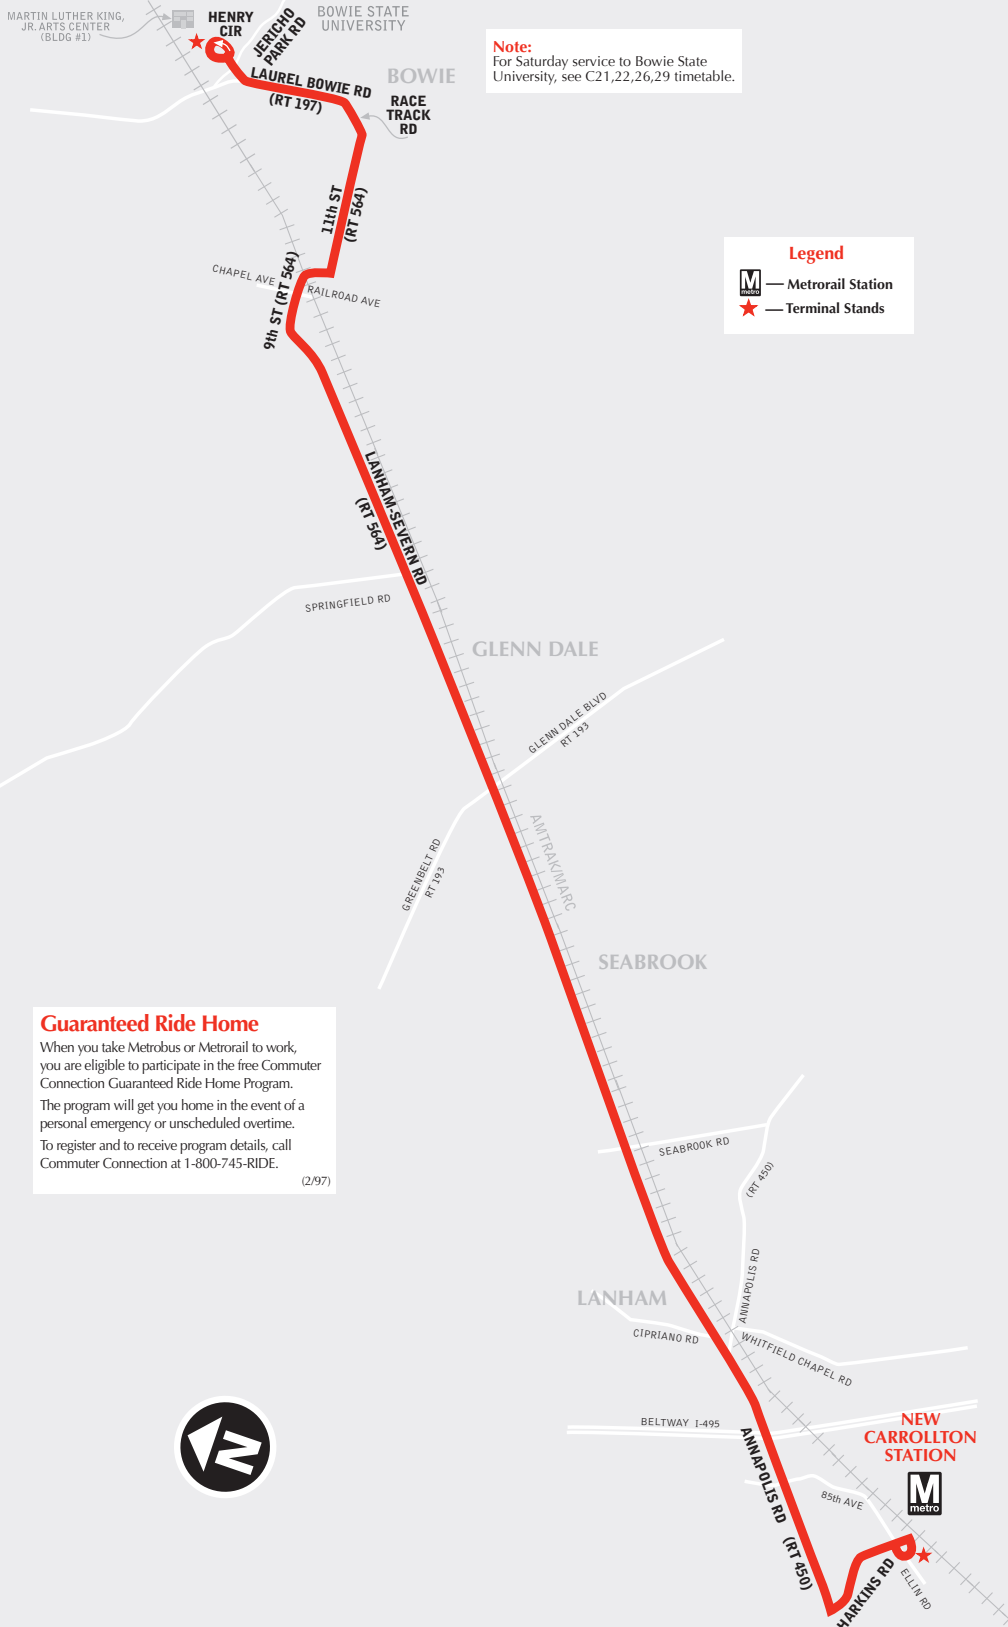 MARTIN LUTHER KING,
JR. ARTS CENTER
(BLDG #1)
HENRY
CIR
JERICHO
PARK RD
BOWIE STATE
UNIVERSITY
Note:
For Saturday service to Bowie State
University, see C21,22,26,29 timetable.
BOWIE
LAUREL BOWIE RD
(RT 197)
RACE
TRACK
RD
11th ST
(RT 564)
Legend
M
metro
— Metrorail Station
— Terminal Stands
CHAPEL AVE
9th ST (RT 564)
RAILROAD AVE
LANHAM-SEVERN RD
(RT 564)
SPRINGFIELD RD
GLENN DALE
GLENN DALE BLVD
RT 193
AMTRAK/MARC
GREENBELT RD
RT 193
SEABROOK
Guaranteed Ride Home
When you take Metrobus or Metrorail to work,
you are eligible to participate in the free Commuter
Connection Guaranteed Ride Home Program.
The program will get you home in the event of a
personal emergency or unscheduled overtime.
To register and to receive program details, call
Commuter Connection at 1-800-745-RIDE.
(2/97)
SEABROOK RD
(RT 450)
ANNAPOLIS RD
LANHAM
CIPRIANO RD
WHITFIELD CHAPEL RD
BELTWAY I-495
NEW
CARROLLTON
STATION
M
metro
N
ANNAPOLIS RD
(RT 450)
85th AVE
HARKINS RD
ELLIN RD